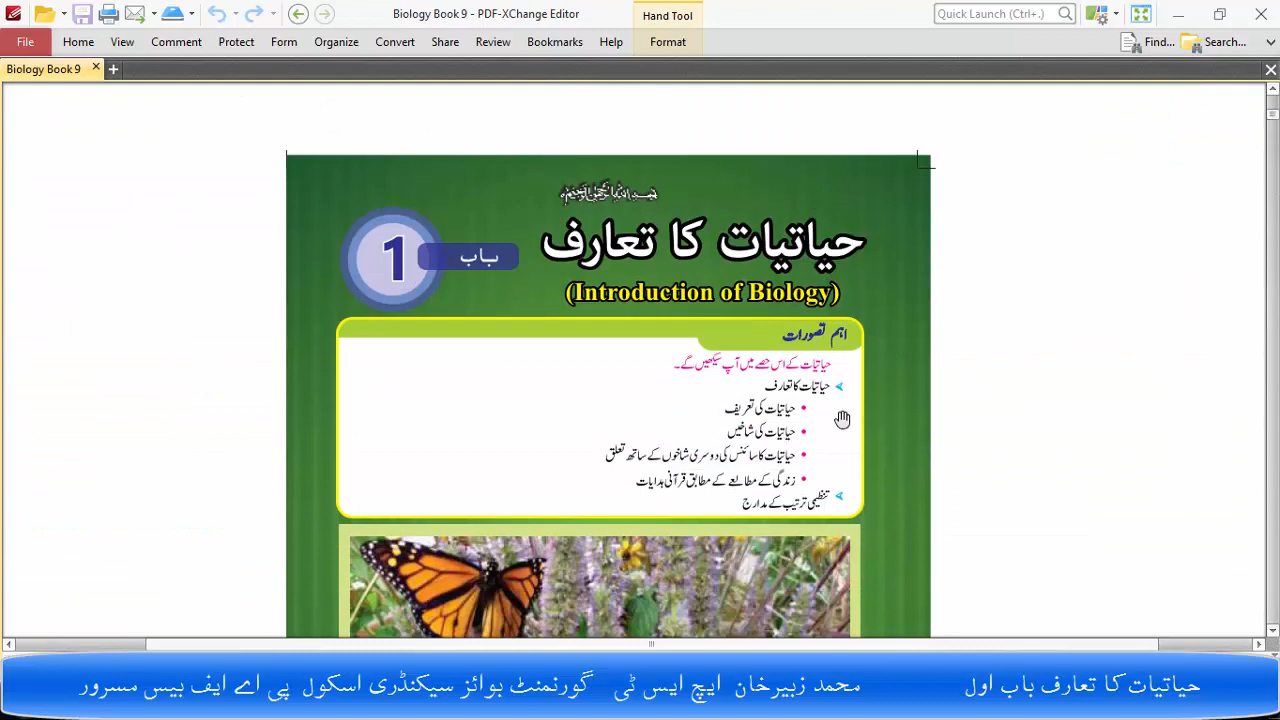 Biology Book 9 - PDF-XChange Editor
Hand Tool
Quick Launch (Ctrl+.)
File Home View Comment Protect Form Organize Convert Share Review Bookmarks Help Format Find... Search...
Biology Book 9
باب 1
حیاتیات کا تعارف
(Introduction of Biology)
اہم تصورات
حیاتیات کے اس حصے میں آپ سیکھیں گے۔
حیاتیات کا تعارف
• حیاتیات کی تعریف
• حیاتیات کی شاخیں
• حیاتیات کا سائنس کی دوسری شاخوں کے ساتھ تعلق
• زندگی کے مطالعے کے مطابق قرآنی ہدایات
تنظیمی ترتیب کے مدارج
حیاتیات کا تعارف باب اول محمد زبیرخان ایچ ایس ٹی گورنمنٹ بوائز سیکنڈری اسکول پی اے ایف بیس مسرور